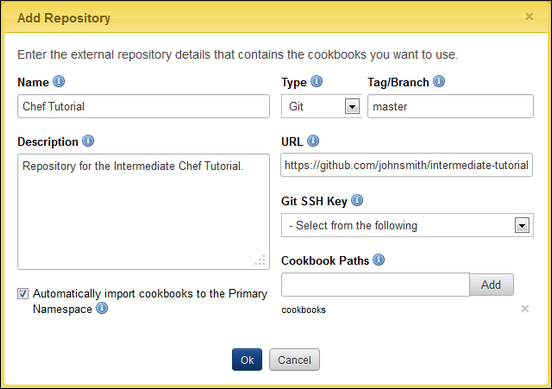 Add Repository
Enter the external repository details that contains the cookbooks you want to use.
Name
Type
Tag/Branch
Chef Tutorial
Git
master
Description
URL
Repository for the Intermediate Chef Tutorial.
https://github.com/johnsmith/intermediate-tutorial
Git SSH Key
- Select from the following
Cookbook Paths
Add
cookbooks
Automatically import cookbooks to the Primary
Namespace
Ok
Cancel